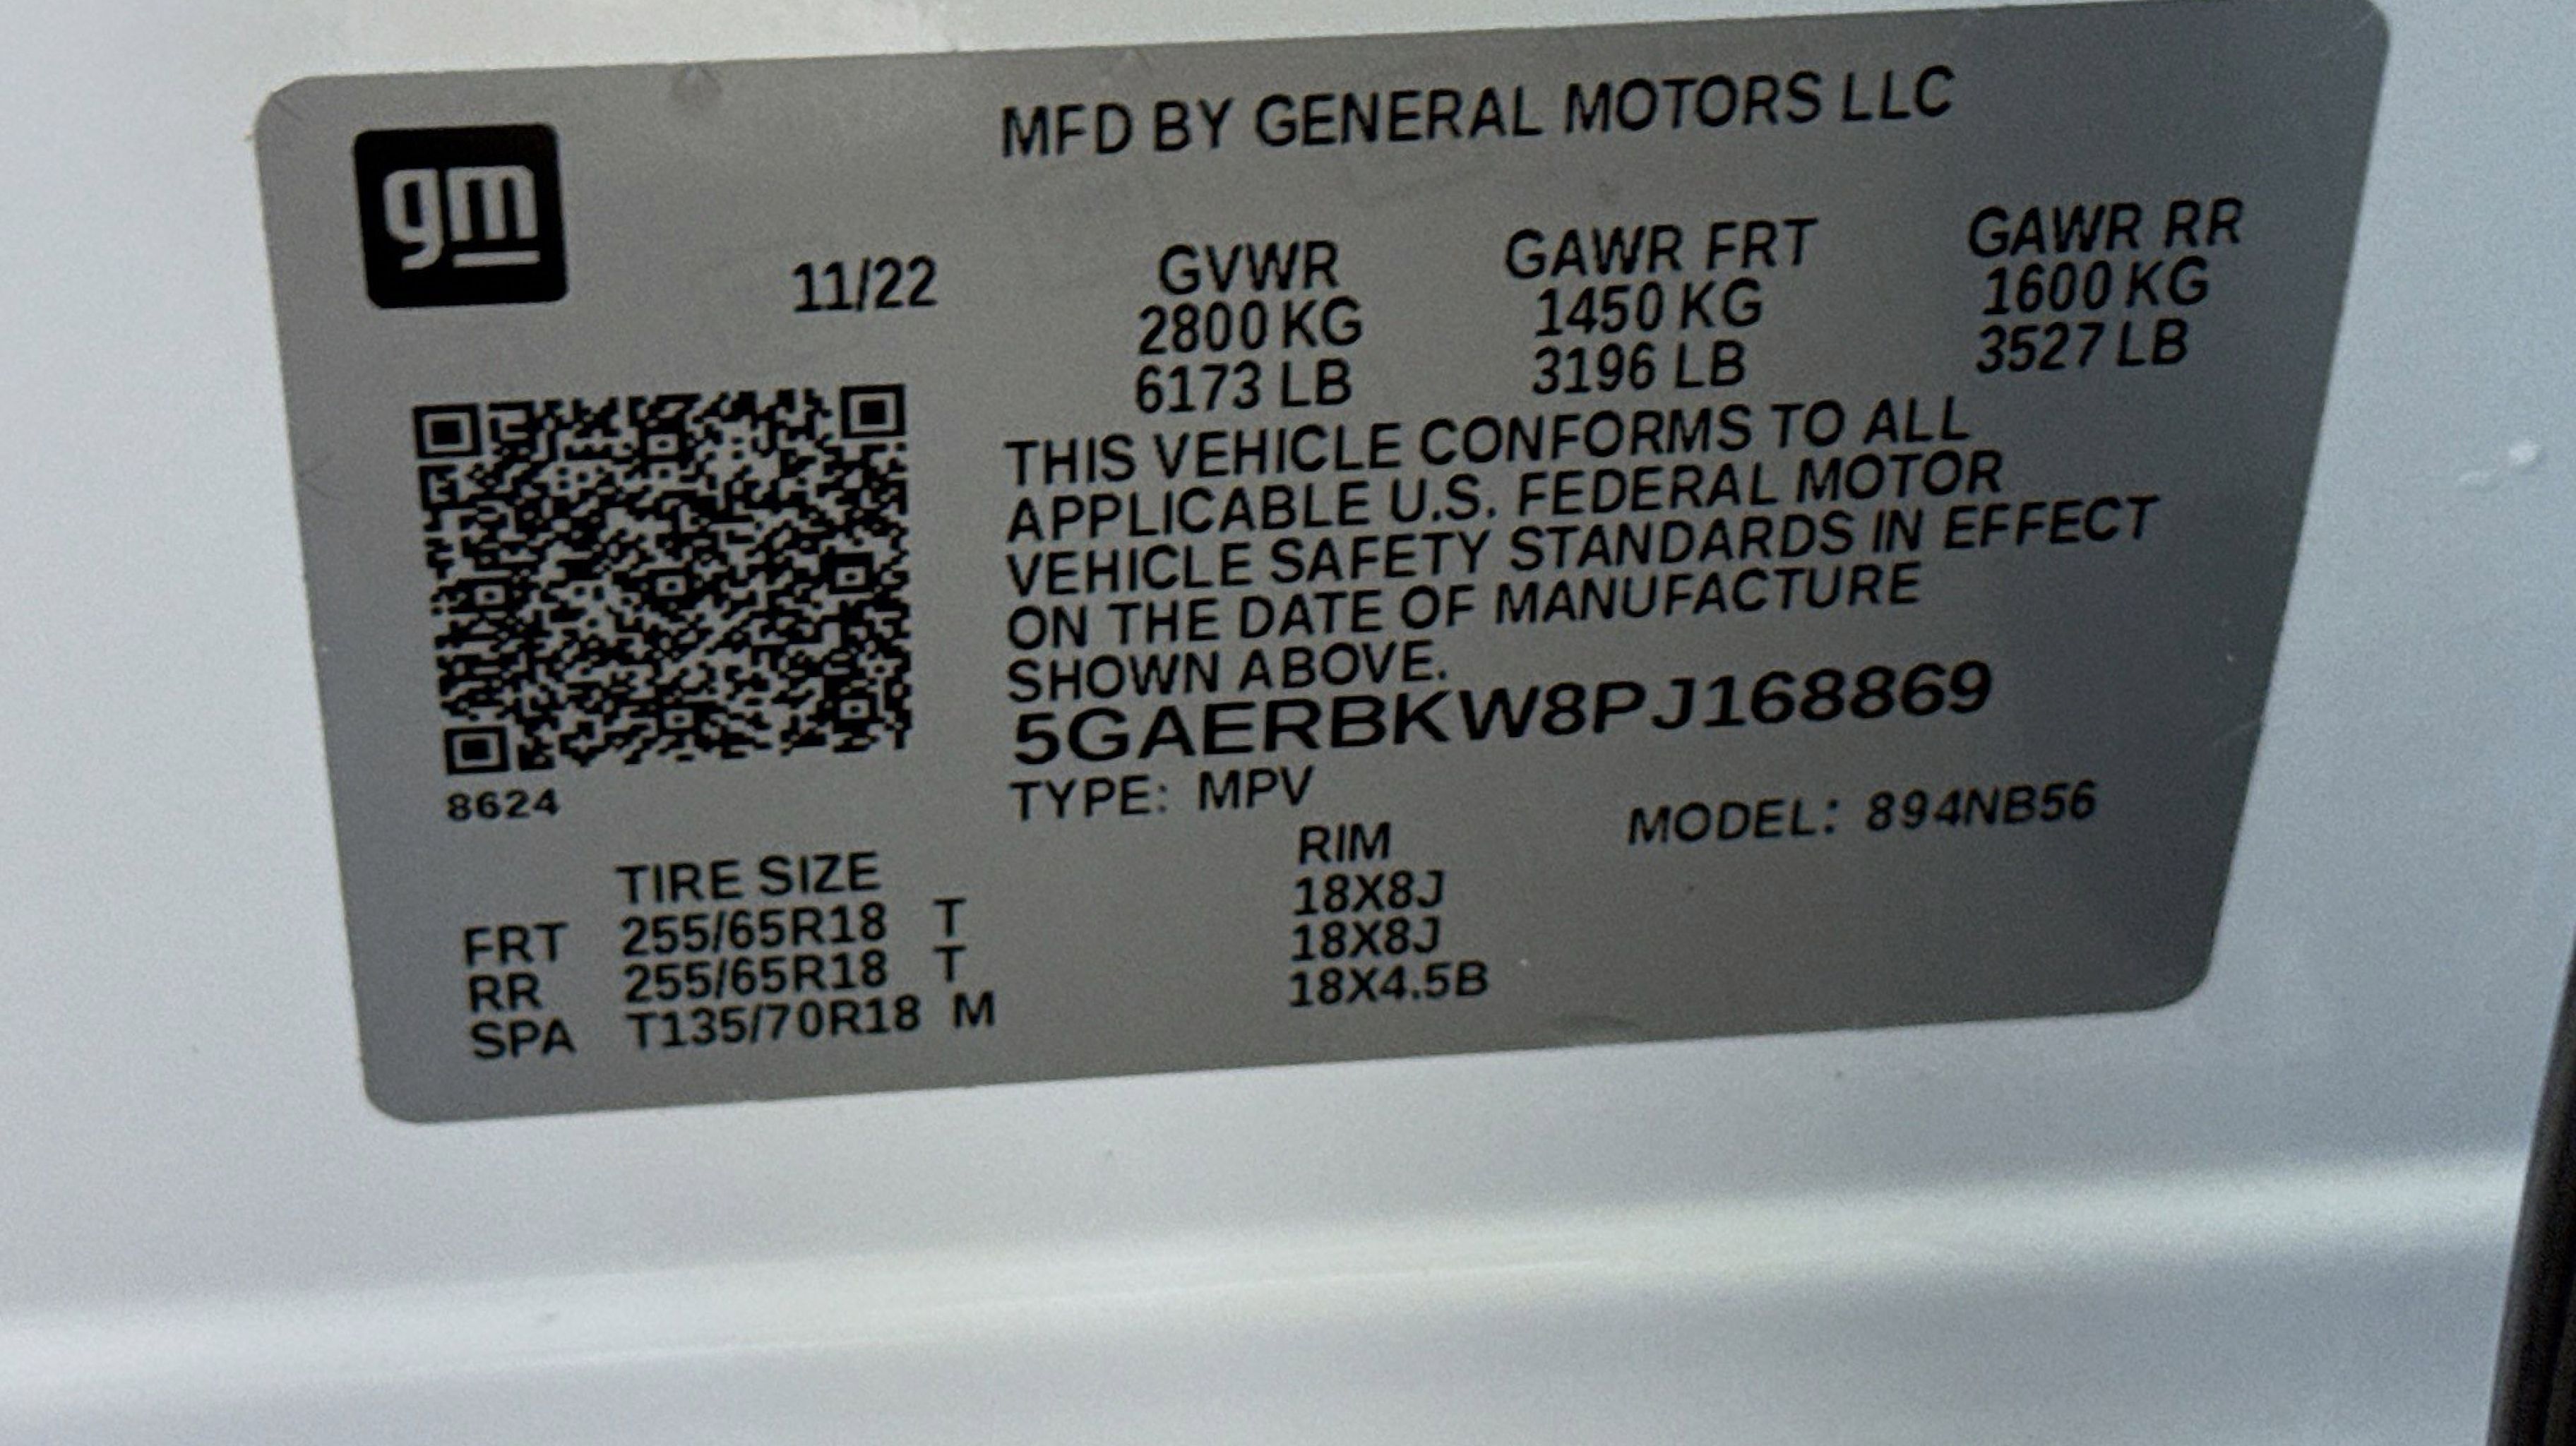 gm
MFD BY GENERAL MOTORS LLC
11/22
GVWR GAWR FRT GAWR RR
2800 KG 1450 KG 1600 KG
6173 LB 3196 LB 3527 LB
THIS VEHICLE CONFORMS TO ALL
APPLICABLE U.S. FEDERAL MOTOR
VEHICLE SAFETY STANDARDS IN EFFECT
ON THE DATE OF MANUFACTURE
SHOWN ABOVE.
5GAERBKW8PJ168869
8624
TYPE: MPV MODEL: 894NB56
TIRE SIZE RIM
FRT 255/65R18 T 18X8J
RR 255/65R18 T 18X8J
SPA T135/70R18 M 18X4.5B